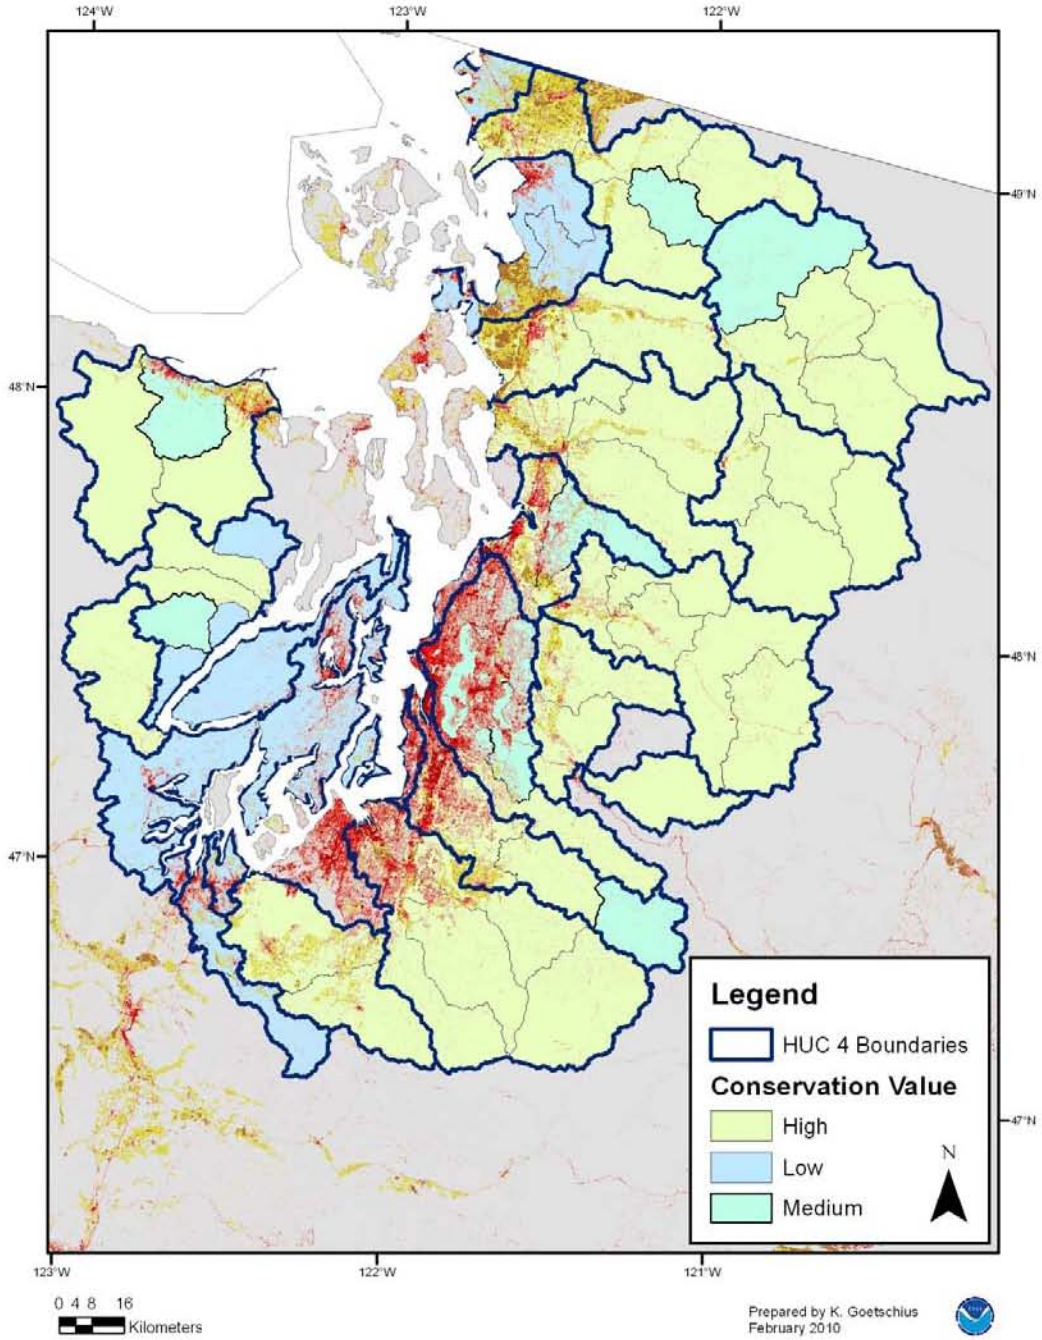 124°W
123°W
122°W
49°N
48°N
48°N
47°N
47°N
Legend
HUC 4 Boundaries
Conservation Value
High
Low
Medium
N
123°W
122°W
121°W
0 4 8 16
Kilometers
Prepared by K. Goetschius
February 2010